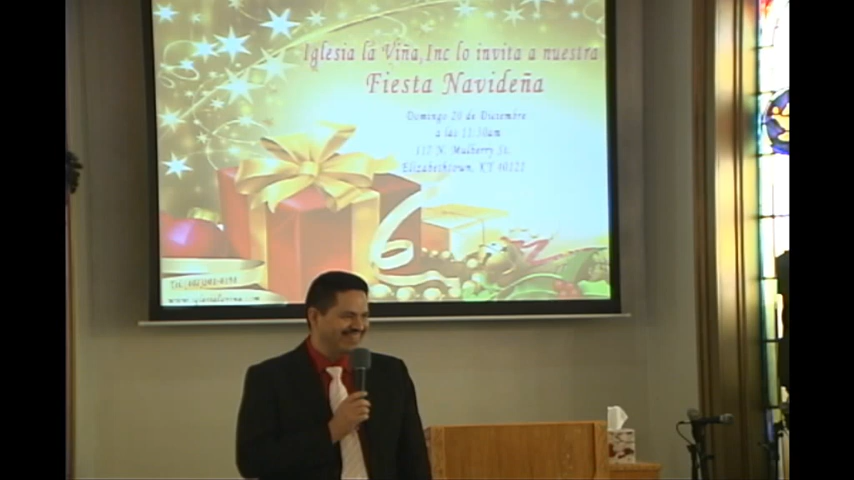 Iglesia la Viña, Inc lo invita a nuestra
Fiesta Navideña
Domingo 20 de Diciembre
a las 11:30am
117 N. Mulberry St.
Elizabethtown, KY